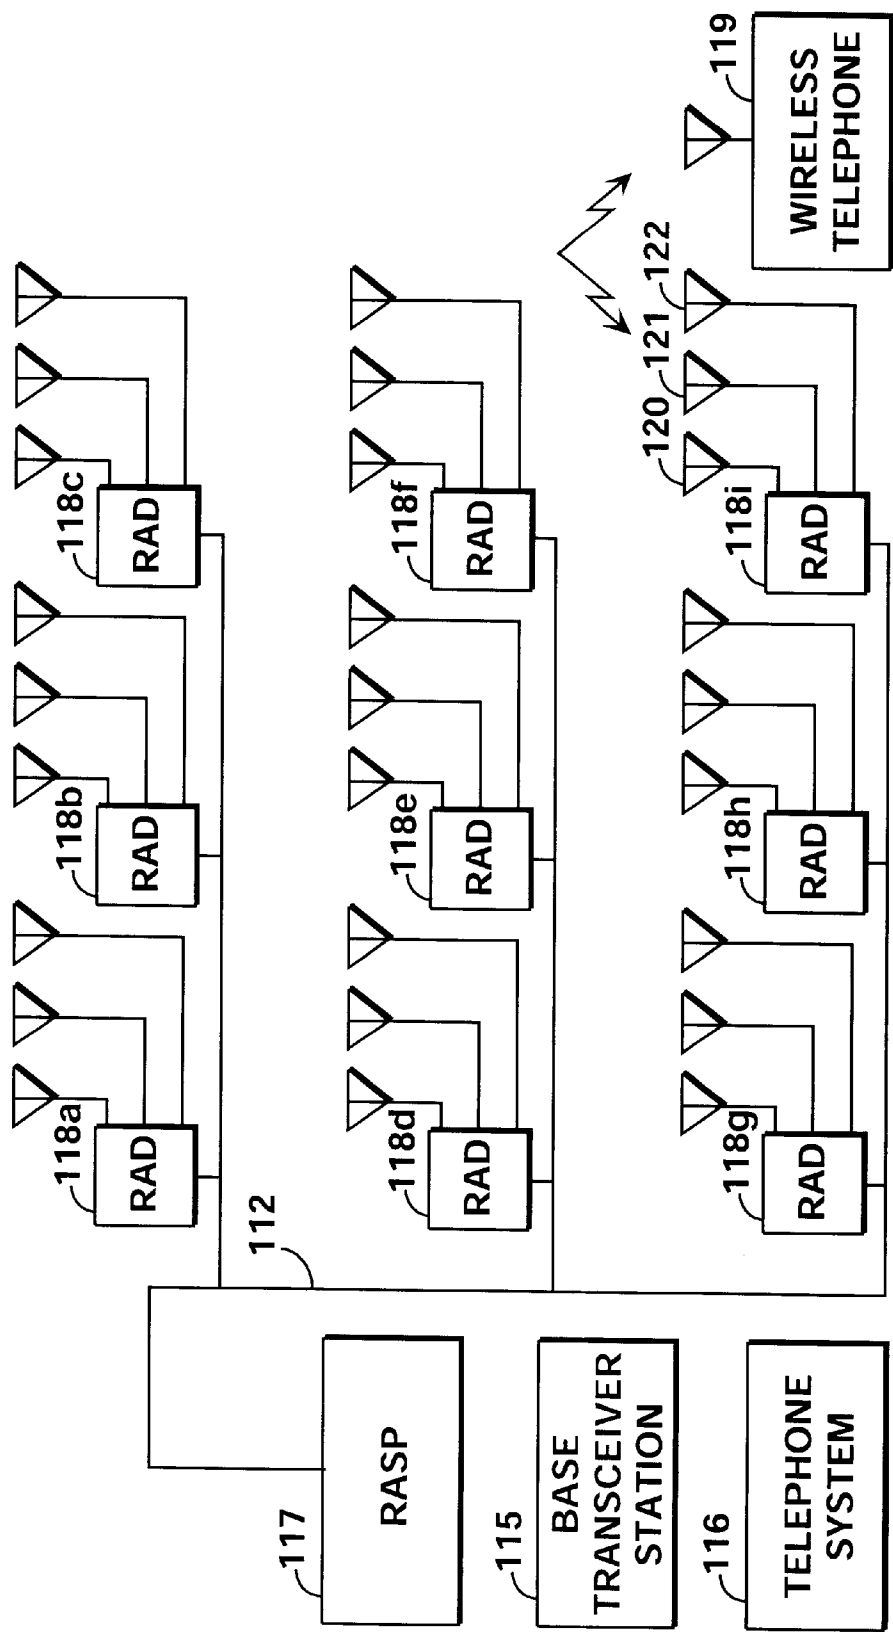 118a
RAD
118b
RAD
118c
RAD
112
117
RASP
118d
RAD
118e
RAD
118f
RAD
115
BASE
TRANSCEIVER
STATION
120
121
122
119
WIRELESS
TELEPHONE
116
TELEPHONE
SYSTEM
118g
RAD
118h
RAD
118i
RAD